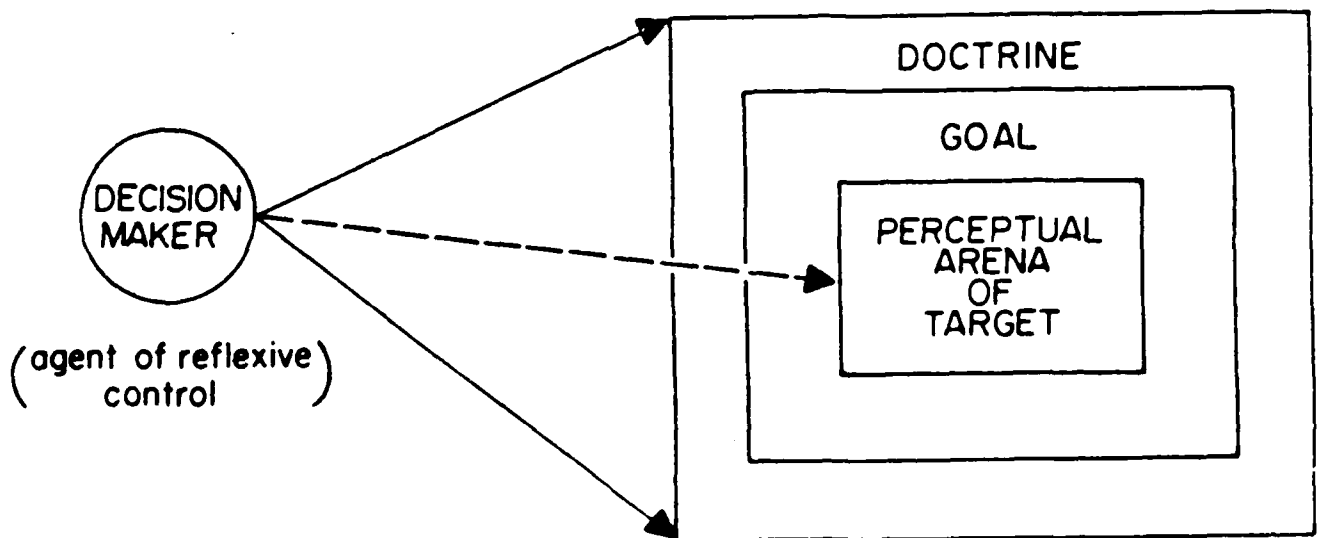 DECISION
MAKER
(agent of reflexive
control)
DOCTRINE
GOAL
PERCEPTUAL
ARENA
OF
TARGET